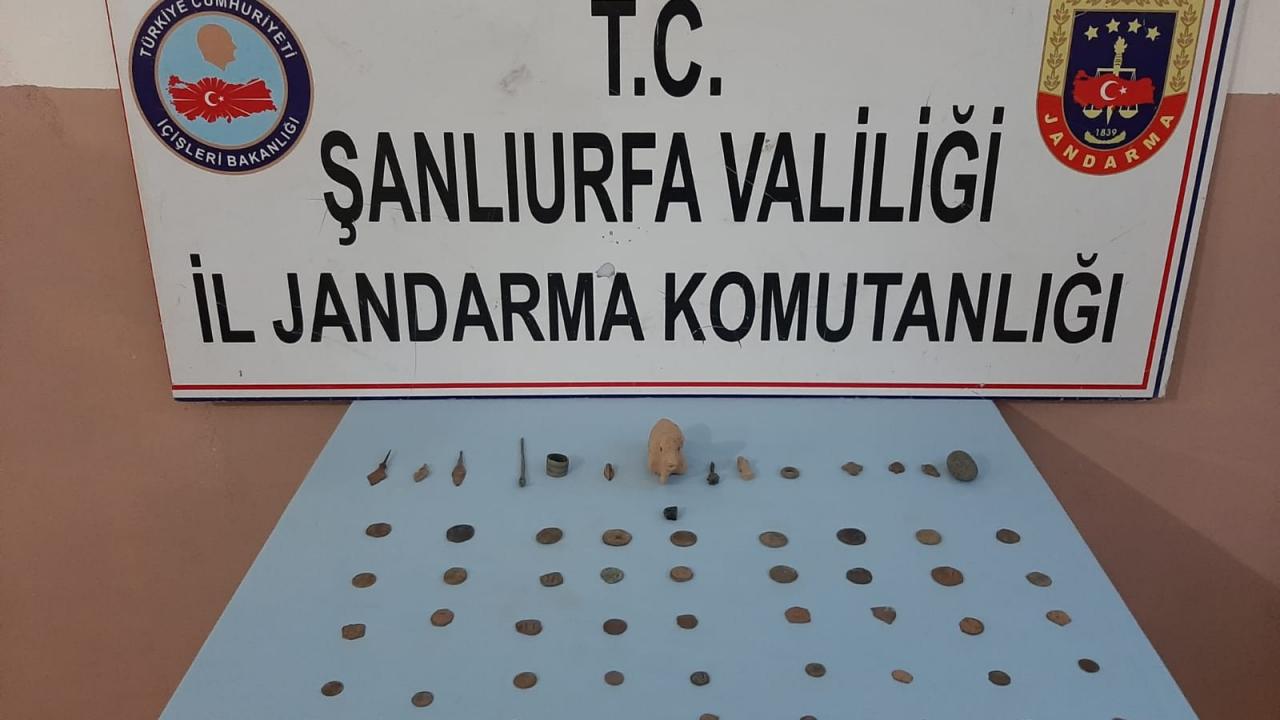 TÜRKİYE CUMHURİYETİ
İÇİŞLERİ BAKANLIĞI
T.C.
ŞANLIURFA VALİLİĞİ
İL JANDARMA KOMUTANLIĞI
1839
JANDARMA